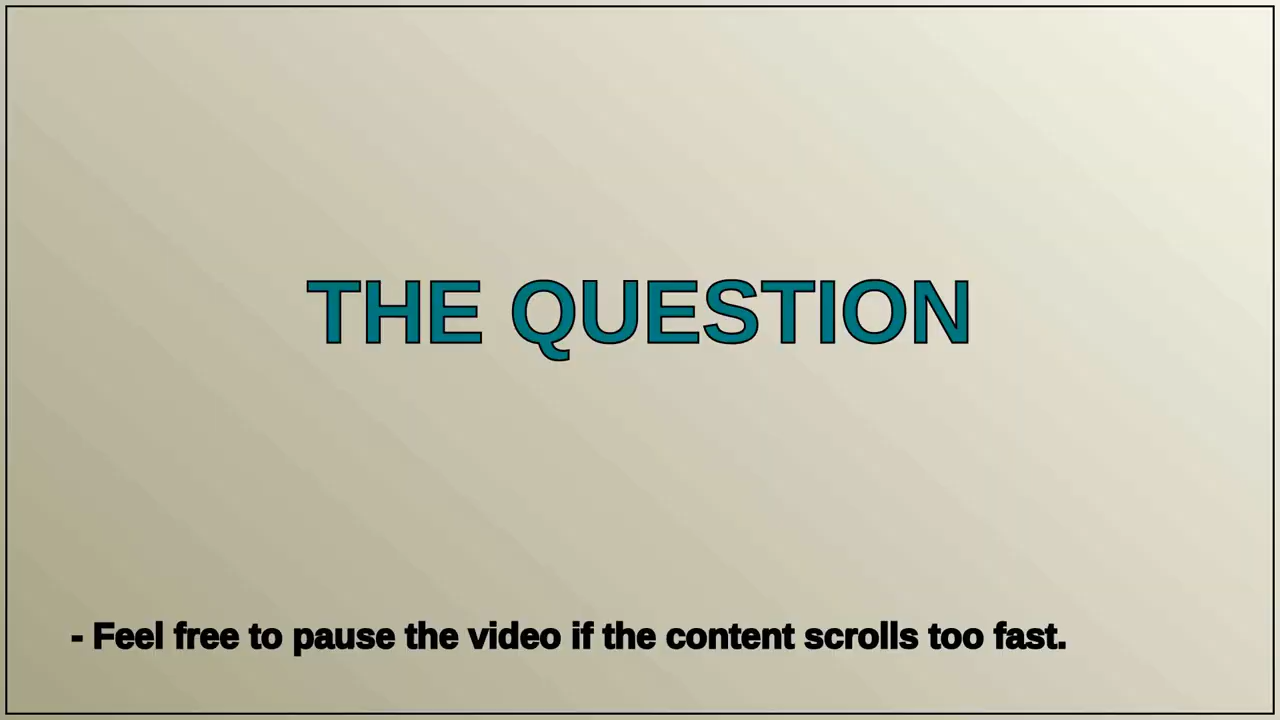 THE QUESTION
- Feel free to pause the video if the content scrolls too fast.